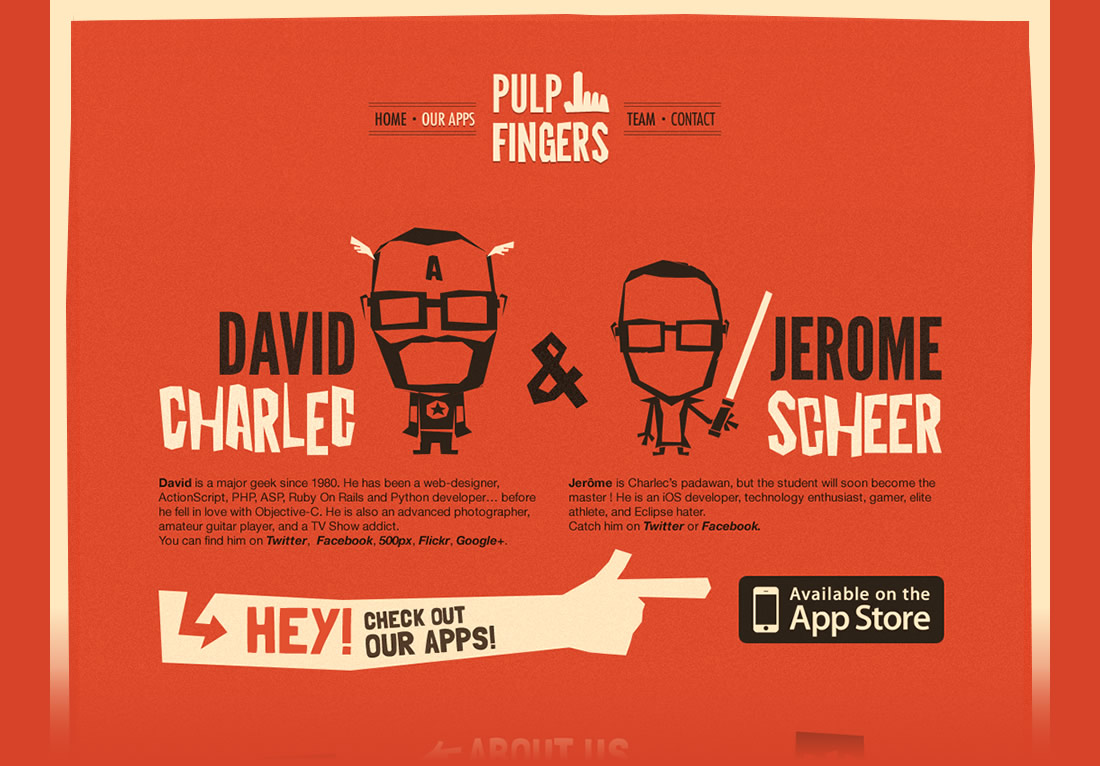 PULP
FINGERS
HOME • OUR APPS
TEAM • CONTACT
A
DAVID
CHARLEC
&
JEROME
SCHEER
David is a major geek since 1980. He has been a web-designer,
ActionScript, PHP, ASP, Ruby On Rails and Python developer… before
he fell in love with Objective-C. He is also an advanced photographer,
amateur guitar player, and a TV Show addict.
You can find him on Twitter, Facebook, 500px, Flickr, Google+.
Jerôme is Charlec's padawan, but the student will soon become the
master ! He is an iOS developer, technology enthusiast, gamer, elite
athlete, and Eclipse hater.
Catch him on Twitter or Facebook.
HEY!
CHECK OUT
OUR APPS!
Available on the
App Store
ABOUT US